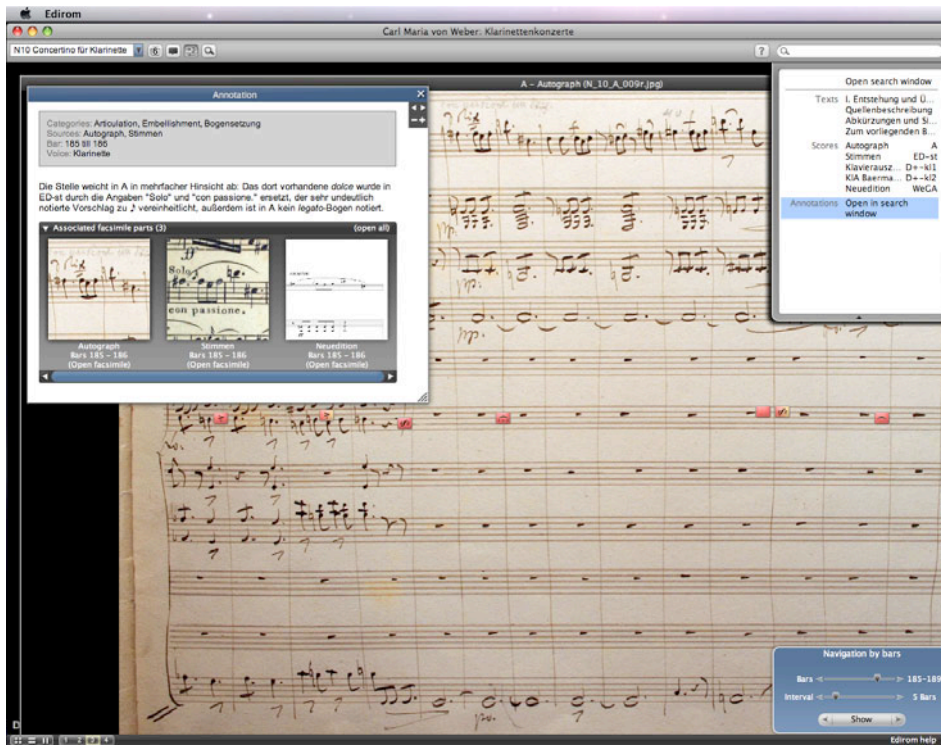 Edirom
Carl Maria von Weber: Klarinettenkonzerte
N10 Concertino für Klarinette
?
A – Autograph (N_10_A_009r.jpg)
Annotation
Categories: Articulation, Embellishment, Bogensetzung
Sources: Autograph, Stimmen
Bar: 185 till 186
Voice: Klarinette
Die Stelle weicht in A in mehrfacher Hinsicht ab: Das dort vorhandene dolce wurde in
ED-st durch die Angaben "Solo" und "con passione." ersetzt, der sehr undeutlich
notierte Vorschlag zu ♪ vereinheitlicht, außerdem ist in A kein legato-Bogen notiert.
Associated facsimile parts (3) (open all)
Solo
con passione.
Autograph
Bars 185 – 186
(Open facsimile)
Stimmen
Bars 185 – 186
(Open facsimile)
Neuedition
Bars 185 – 186
(Open facsimile)
Open search window
Texts I. Entstehung und Ü...
Quellenbeschreibung
Abkürzungen und Si...
Zum vorliegenden B...
Scores Autograph A
Stimmen ED-st
Klavierausz... D+-kl1
KlA Baerma... D+-kl2
Neuedition WeGA
Annotations Open in search
window
pp.
pp.
Navigation by bars
Bars 185-189
Interval 5 Bars
Show
D
1 2 3 4
Edirom help